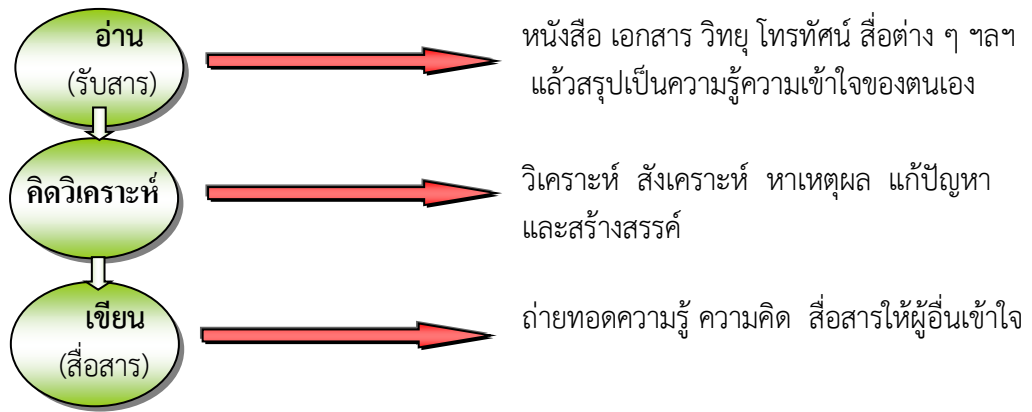 อ่าน
(รับสาร)
หนังสือ เอกสาร วิทยุ โทรทัศน์ สื่อต่าง ๆ ฯลฯ
แล้วสรุปเป็นความรู้ความเข้าใจของตนเอง
คิดวิเคราะห์
วิเคราะห์ สังเคราะห์ หาเหตุผล แก้ปัญหา
และสร้างสรรค์
เขียน
(สื่อสาร)
ถ่ายทอดความรู้ ความคิด สื่อสารให้ผู้อื่นเข้าใจ